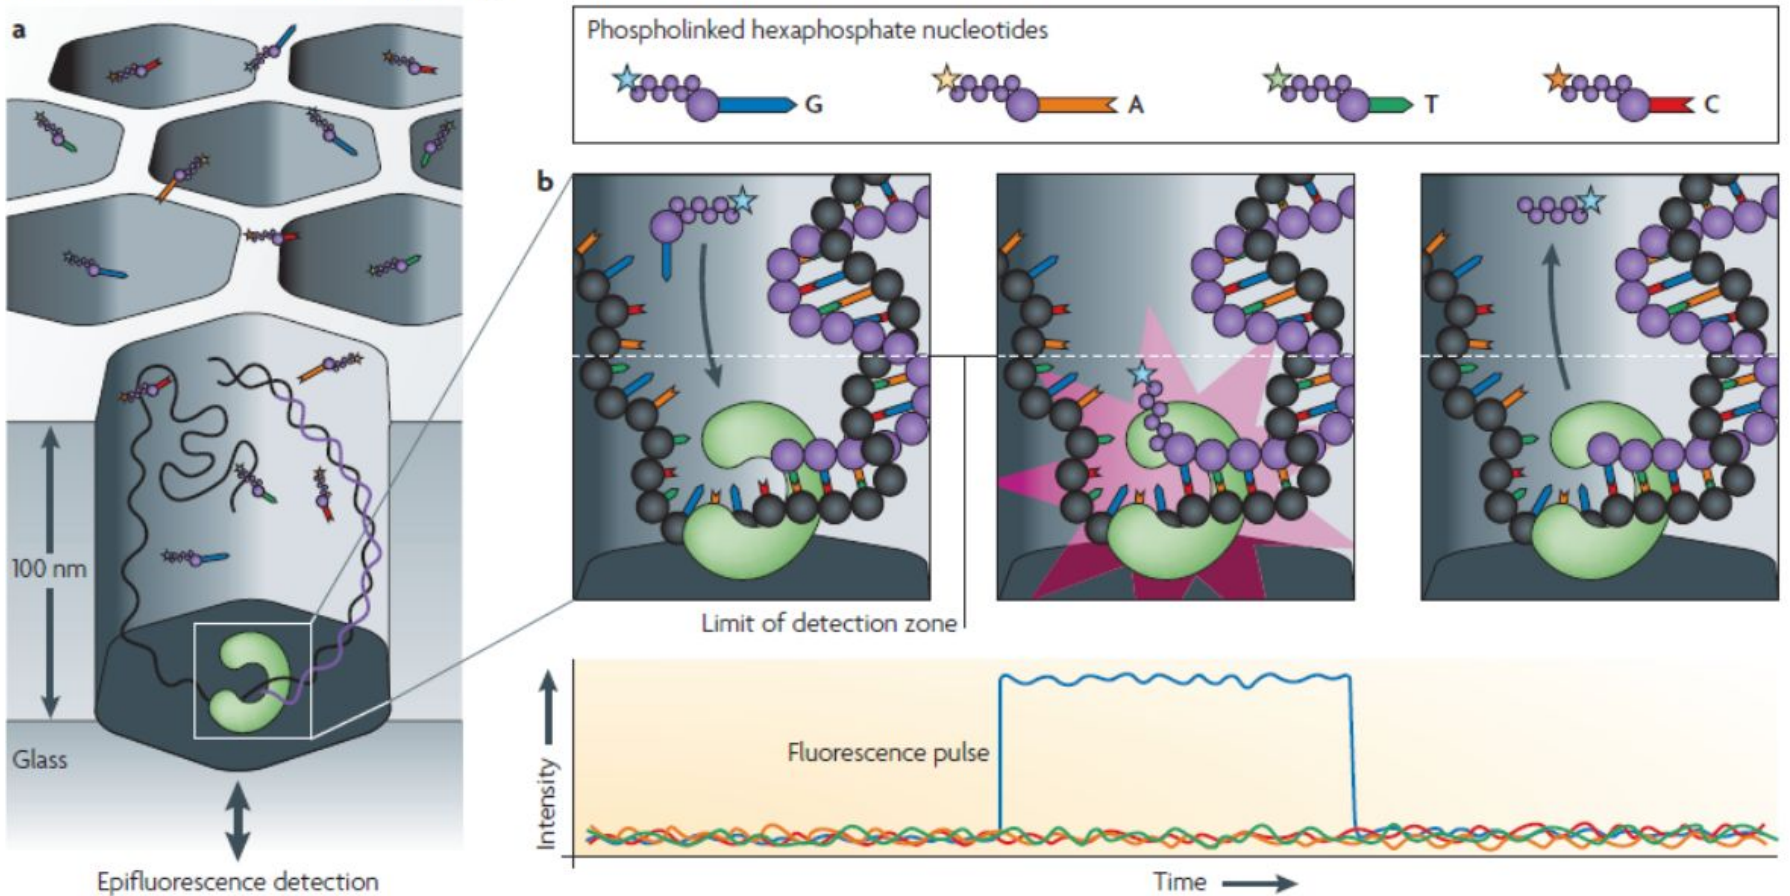 a
Phospholinked hexaphosphate nucleotides
G
A
T
C
b
100 nm
Glass
Epifluorescence detection
Limit of detection zone
Intensity
Fluorescence pulse
Time